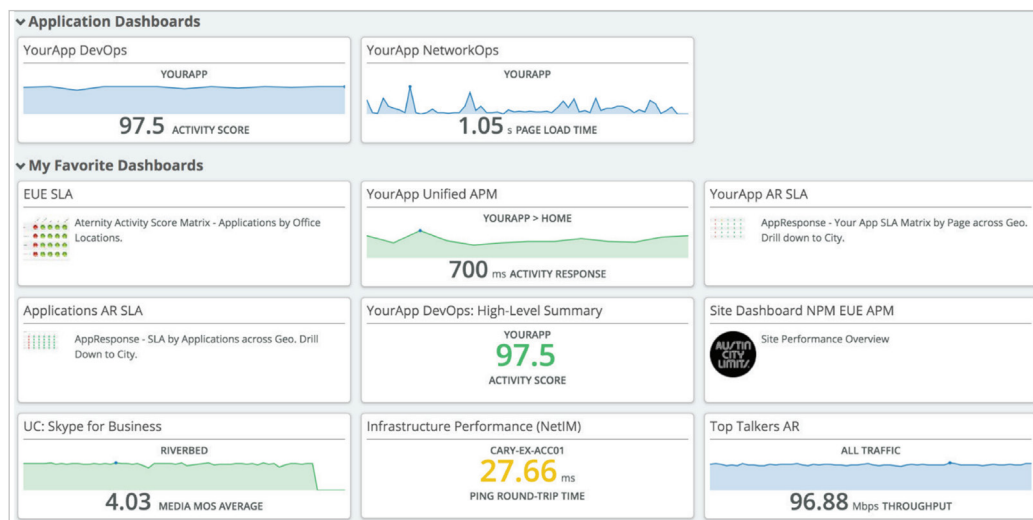 Application Dashboards
YourApp DevOps
YOURAPP
97.5 ACTIVITY SCORE
YourApp NetworkOps
YOURAPP
1.05 s PAGE LOAD TIME
My Favorite Dashboards
EUE SLA
Aternity Activity Score Matrix - Applications by Office
Locations.
YourApp Unified APM
YOURAPP > HOME
700 ms ACTIVITY RESPONSE
YourApp AR SLA
AppResponse - Your App SLA Matrix by Page across Geo.
Drill down to City.
Applications AR SLA
AppResponse - SLA by Applications across Geo. Drill
Down to City.
YourApp DevOps: High-Level Summary
YOURAPP
97.5
ACTIVITY SCORE
Site Dashboard NPM EUE APM
AUSTIN
CITY
LIMITS.
Site Performance Overview
UC: Skype for Business
RIVERBED
4.03 MEDIA MOS AVERAGE
Infrastructure Performance (NetIM)
CARY-EX-ACC01
27.66 ms
PING ROUND-TRIP TIME
Top Talkers AR
ALL TRAFFIC
96.88 Mbps THROUGHPUT